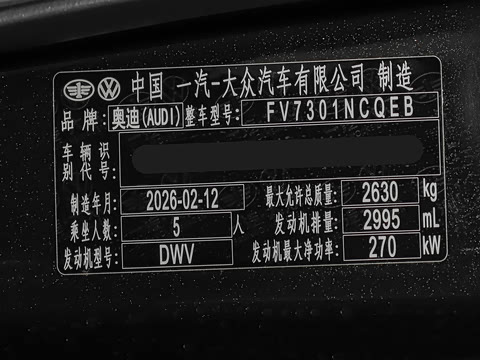 中国 一汽-大众汽车有限公司 制造
品牌: 奥迪(AUDI) 整车型号: FV7301NCQEB
车辆识别代号:
制造年月: 2026-02-12 最大允许总质量: 2630 kg
乘坐人数: 5 人 发动机排量: 2995 mL
发动机型号: DWV 发动机最大净功率: 270 kW